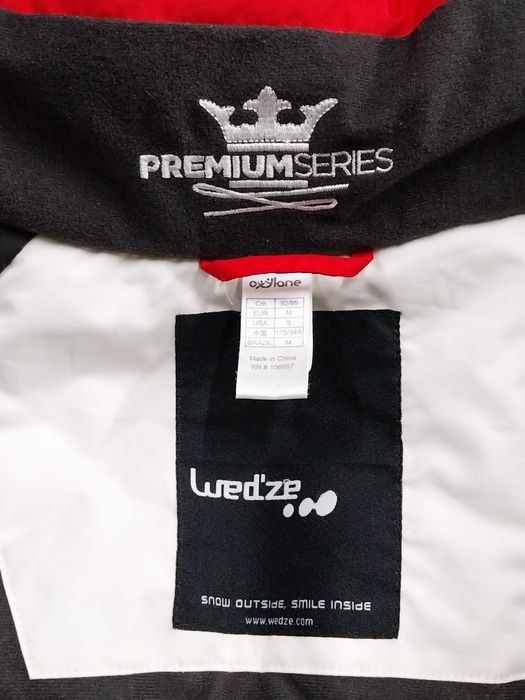 PREMIUMSERIES
oxylane
Cm 92/95
EUR M
USA S
中国 175/94A
BRAZIL M
Made in China
RN # 106967
wed'ze
SNOW OUTSIDE, SMILE INSIDE
www.wedze.com